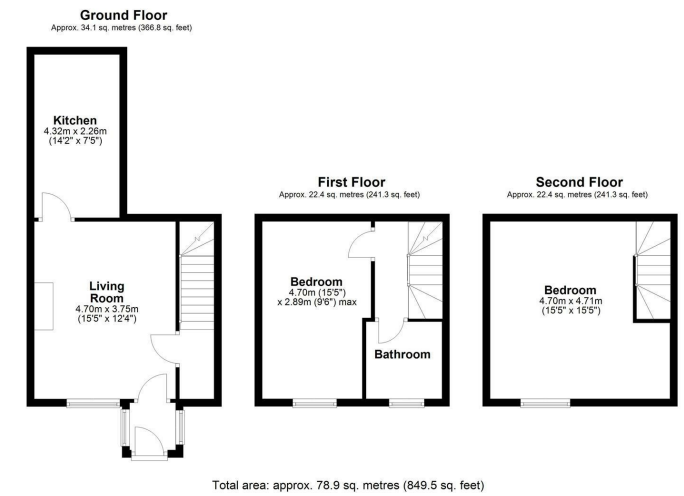 Ground Floor
Approx. 34.1 sq. metres (366.8 sq. feet)
Kitchen
4.32m x 2.26m
(14'2" x 7'5")
Living
Room
4.70m x 3.75m
(15'5" x 12'4")
First Floor
Approx. 22.4 sq. metres (241.3 sq. feet)
Bedroom
4.70m (15'5")
x 2.89m (9'6") max
Bathroom
Second Floor
Approx. 22.4 sq. metres (241.3 sq. feet)
Bedroom
4.70m x 4.71m
(15'5" x 15'5")
Total area: approx. 78.9 sq. metres (849.5 sq. feet)